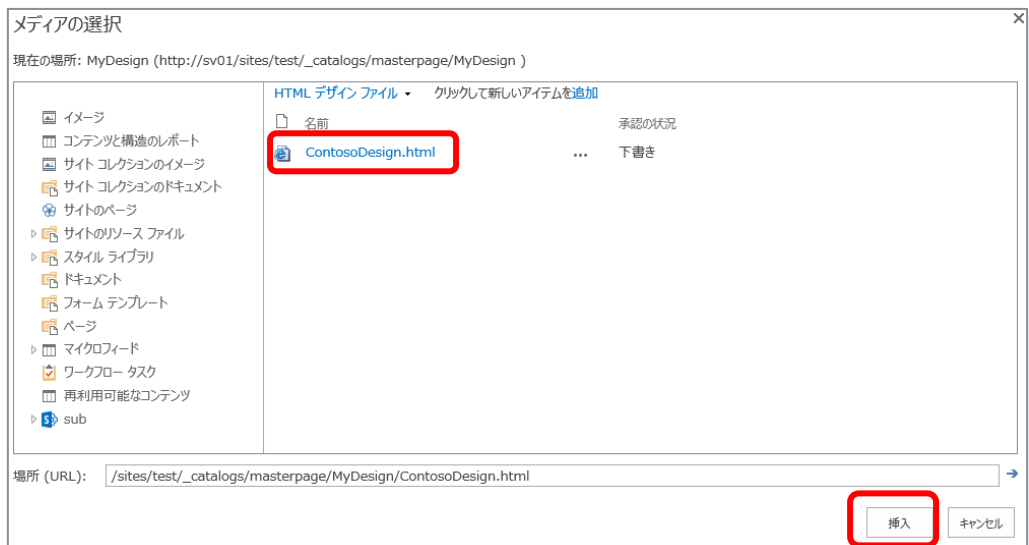 メディアの選択
現在の場所: MyDesign (http://sv01/sites/test/_catalogs/masterpage/MyDesign )
イメージ
コンテンツと構造のレポート
サイト コレクションのイメージ
サイト コレクションのドキュメント
サイトのページ
サイトのリソース ファイル
スタイル ライブラリ
ドキュメント
フォーム テンプレート
ページ
マイクロフィード
ワークフロー タスク
再利用可能なコンテンツ
sub
HTML デザイン ファイル クリックして新しいアイテムを追加
名前 承認の状況
ContosoDesign.html ... 下書き
場所 (URL): /sites/test/_catalogs/masterpage/MyDesign/ContosoDesign.html
挿入 キャンセル